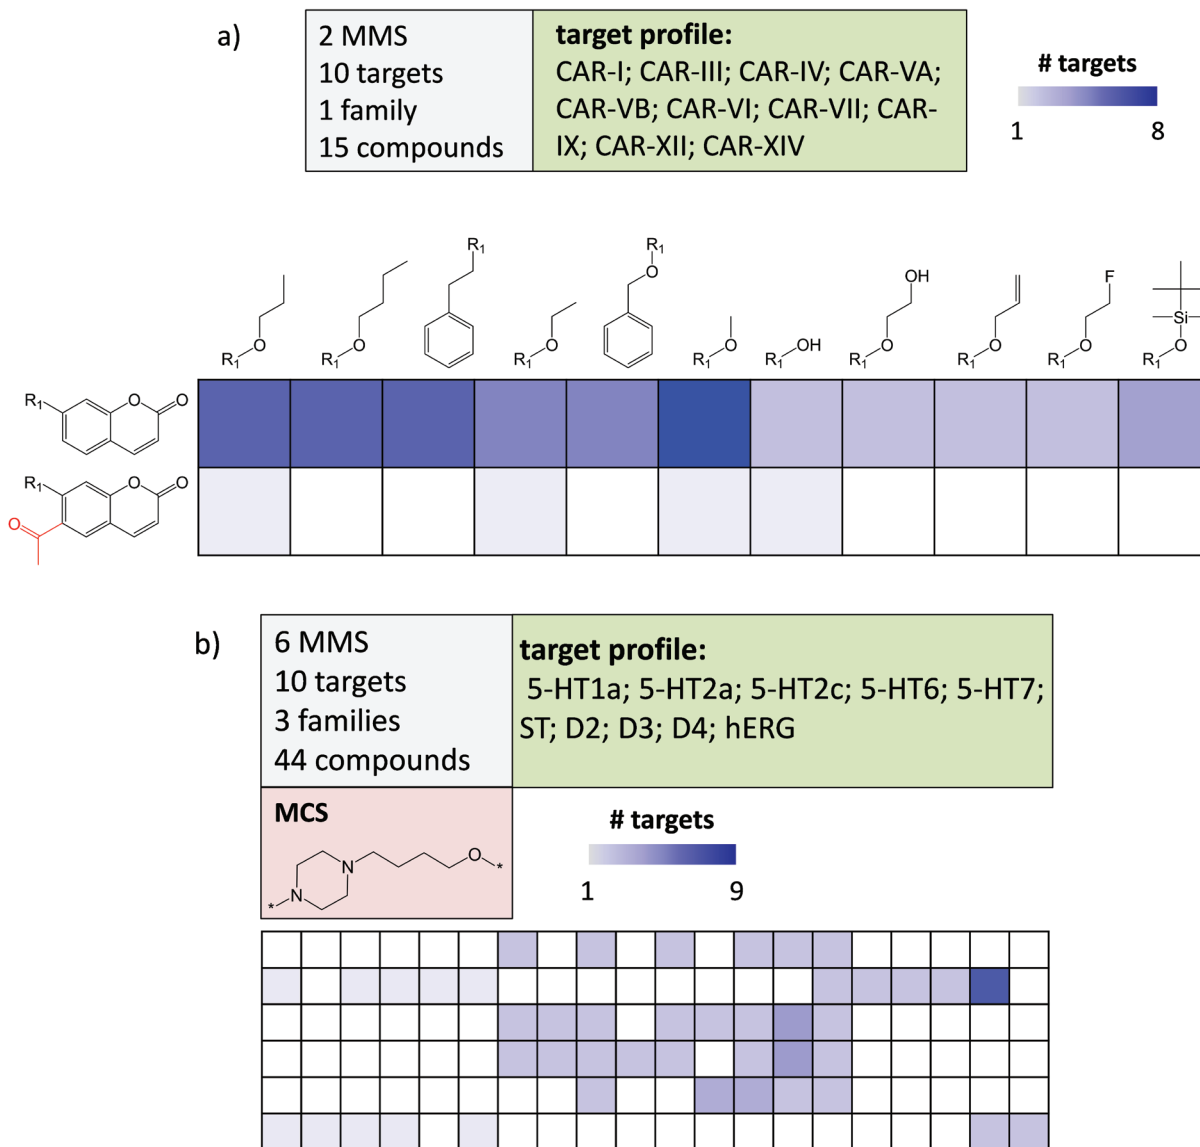 a)
2 MMS
10 targets
1 family
15 compounds
target profile:
CAR-I; CAR-III; CAR-IV; CAR-VA;
CAR-VB; CAR-VI; CAR-VII; CAR-
IX; CAR-XII; CAR-XIV
# targets
1 8
R1 O
R1 O
R1
R1 O
R1 O
R1 O
R1 OH
OH R1 O
R1 O
F R1 O
Si O R1
R1 O O
R1 O O O
b)
6 MMS
10 targets
3 families
44 compounds
target profile:
5-HT1a; 5-HT2a; 5-HT2c; 5-HT6; 5-HT7;
ST; D2; D3; D4; hERG
MCS
* N N O *
# targets
1 9